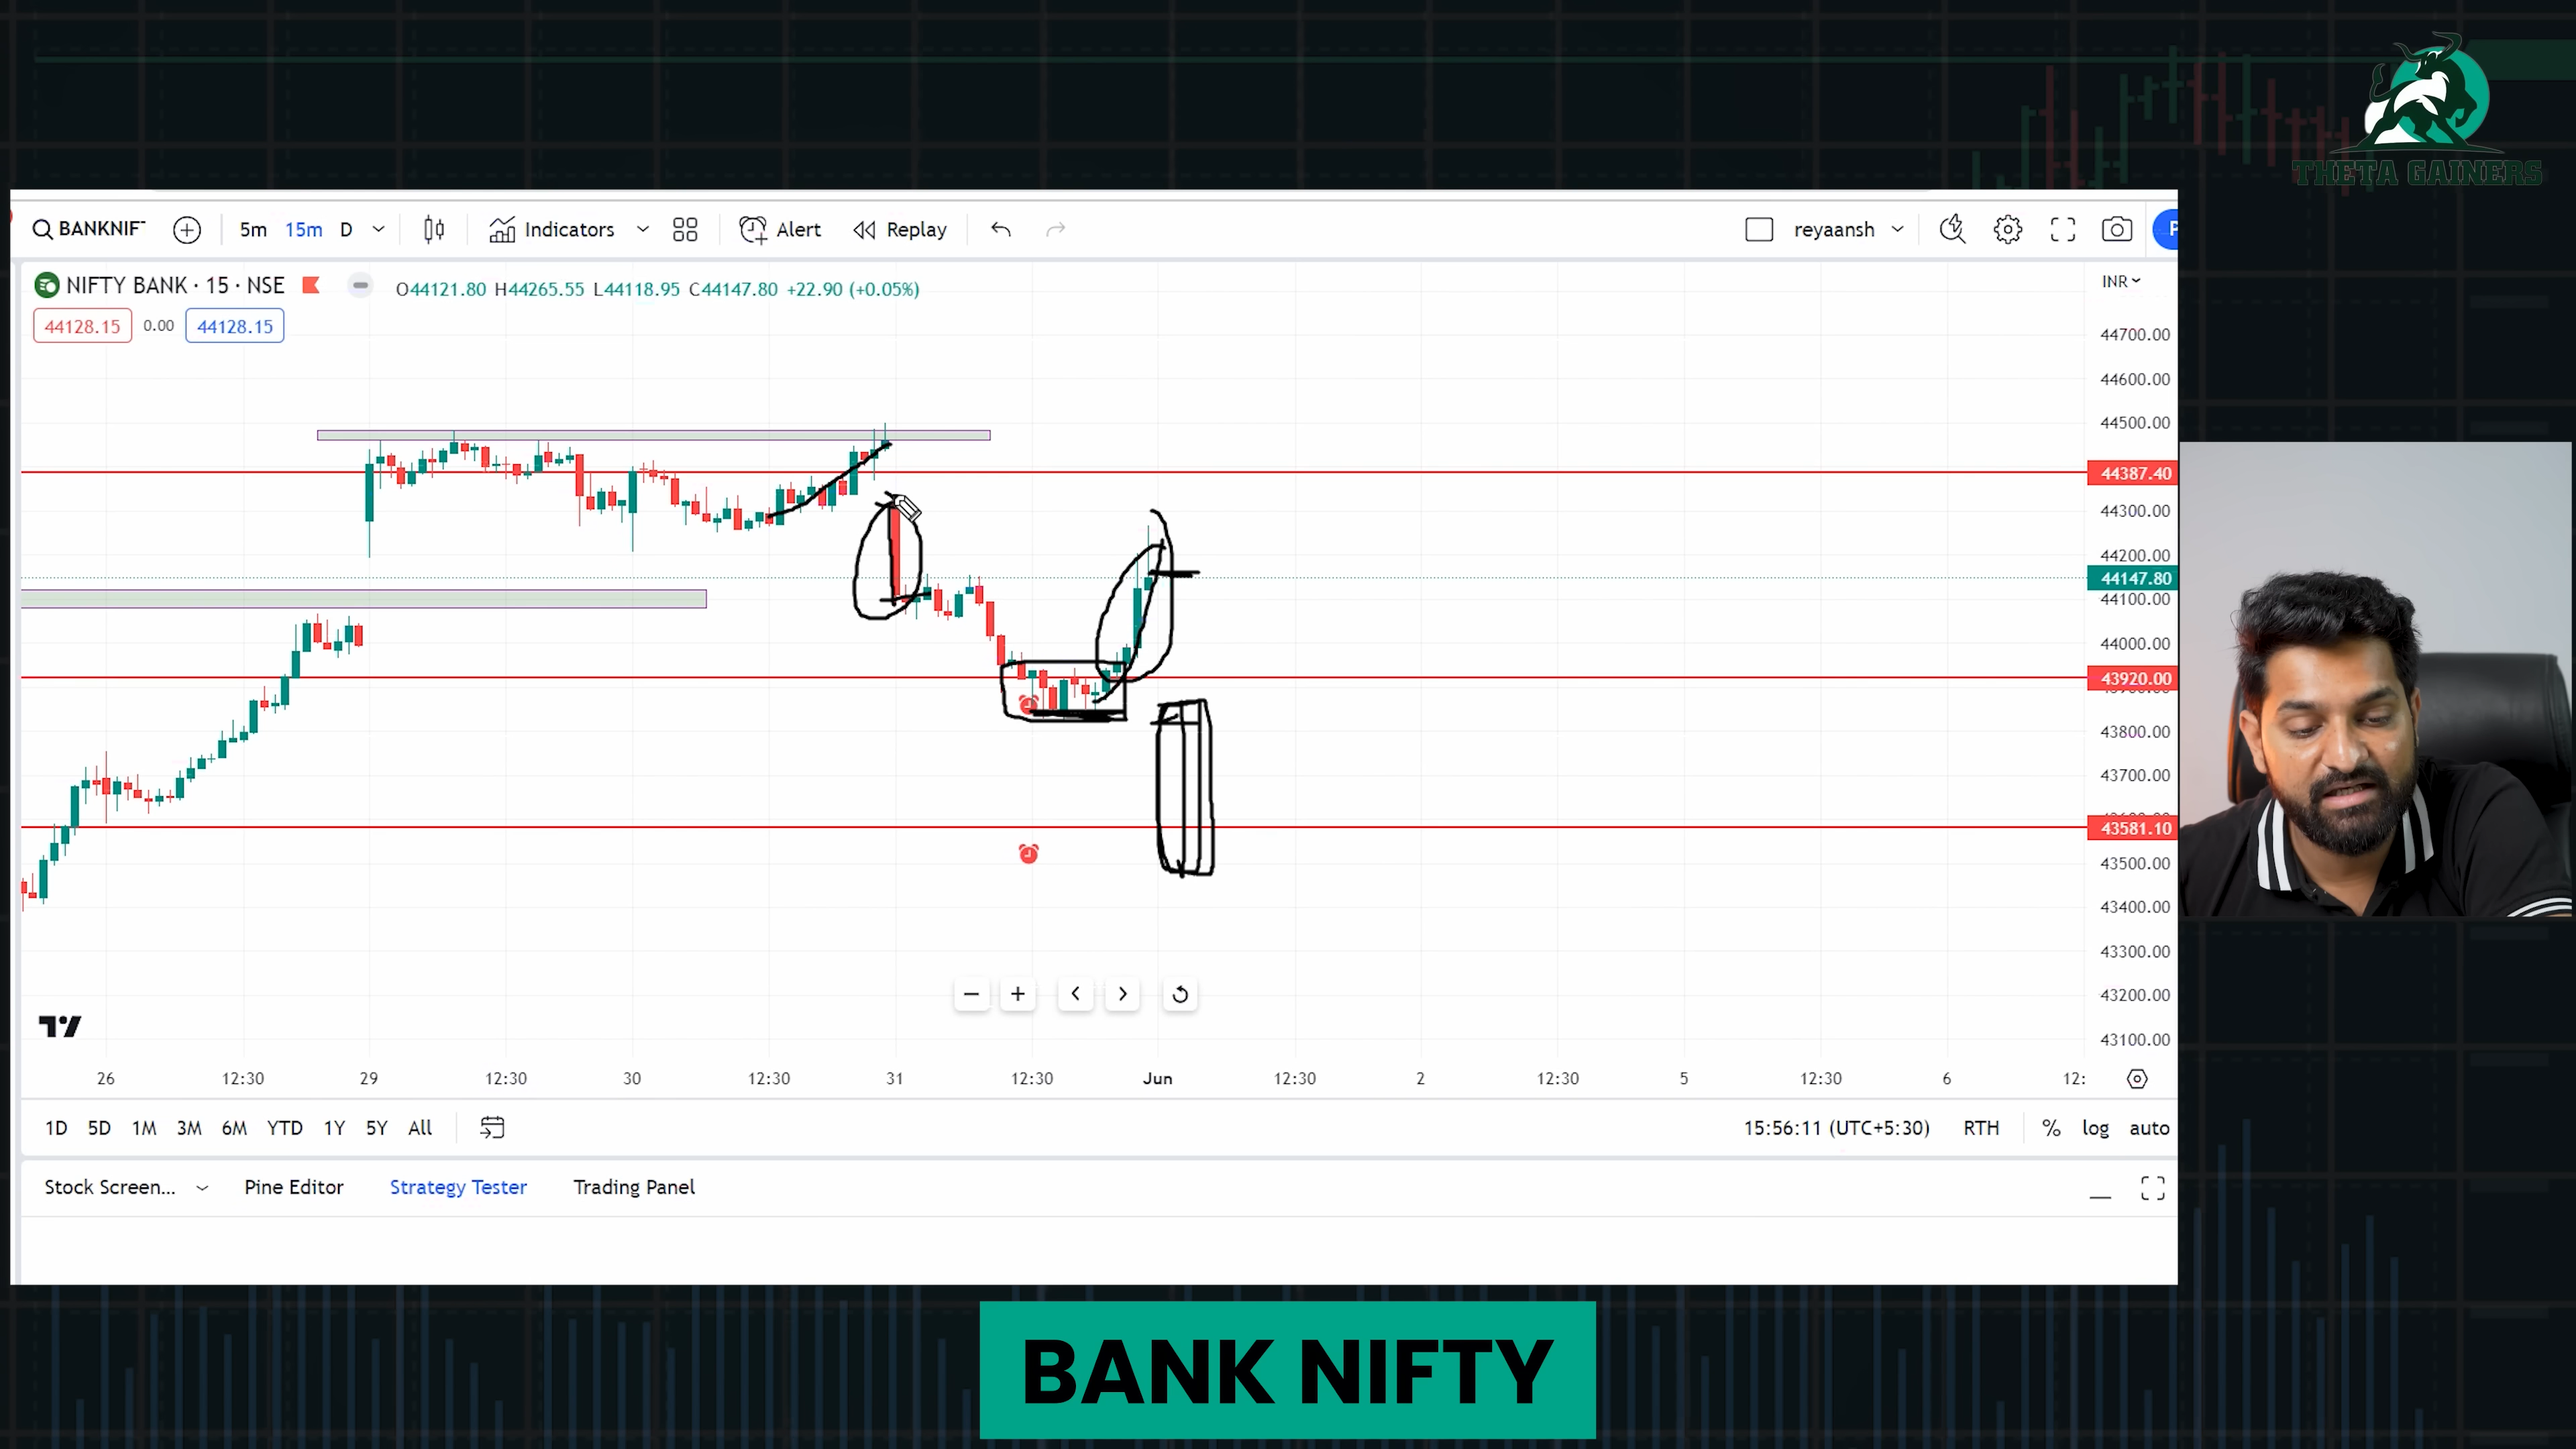 THETA GAINERS
BANKNIF
5m 15m D Indicators Alert Replay reyaansh
NIFTY BANK · 15 · NSE O44121.80 H44265.55 L44118.95 C44147.80 +22.90 (+0.05%)
INR
44128.15 0.00 44128.15
44700.00
44600.00
44500.00
44387.40
44300.00
44200.00
44147.80
44100.00
44000.00
43920.00
43800.00
43700.00
43581.10
43500.00
43400.00
43300.00
43200.00
43100.00
26 12:30 29 12:30 30 12:30 31 12:30 Jun 12:30 2 12:30 5 12:30 6 12:
1D 5D 1M 3M 6M YTD 1Y 5Y All 15:56:11 (UTC+5:30) RTH % log auto
Stock Screen... Pine Editor Strategy Tester Trading Panel
BANK NIFTY